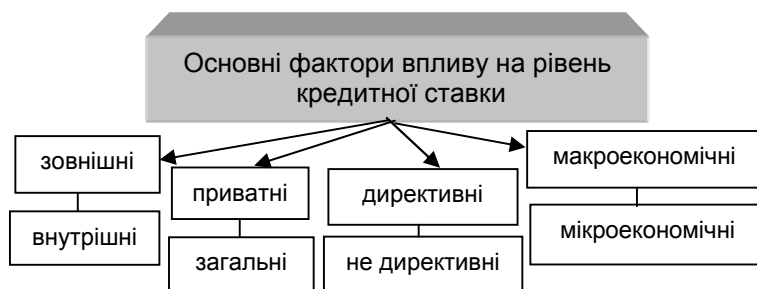 Основні фактори впливу на рівень
кредитної ставки
зовнішні
приватні
директивні
макроекономічні
внутрішні
загальні
не директивні
мікроекономічні